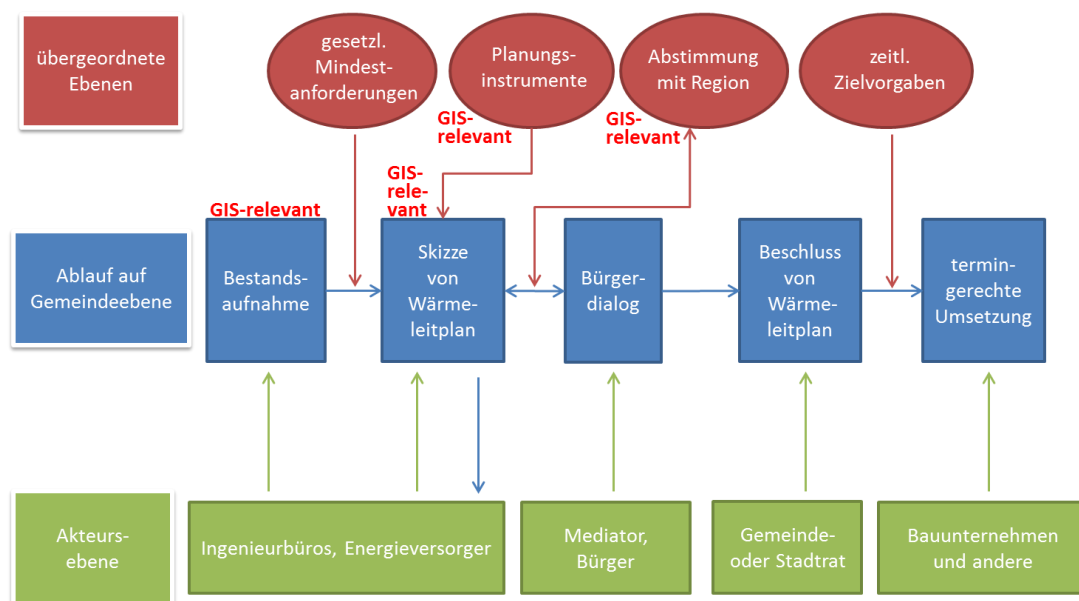 übergeordnete
Ebenen
gesetzl.
Mindest-
anforderungen
Planungs-
instrumente
Abstimmung
mit Region
zeitl.
Zielvorgaben
GIS-
relevant
GIS-
relevant
GIS-
rele-
vant
GIS-relevant
Ablauf auf
Gemeindeebene
Bestands-
aufnahme
Skizze
von
Wärme-
leitplan
Bürger-
dialog
Beschluss
von
Wärme-
leitplan
termin-
gerechte
Umsetzung
Akteurs-
ebene
Ingenieurbüros, Energieversorger
Mediator,
Bürger
Gemeinde-
oder Stadtrat
Bauunternehmen
und andere